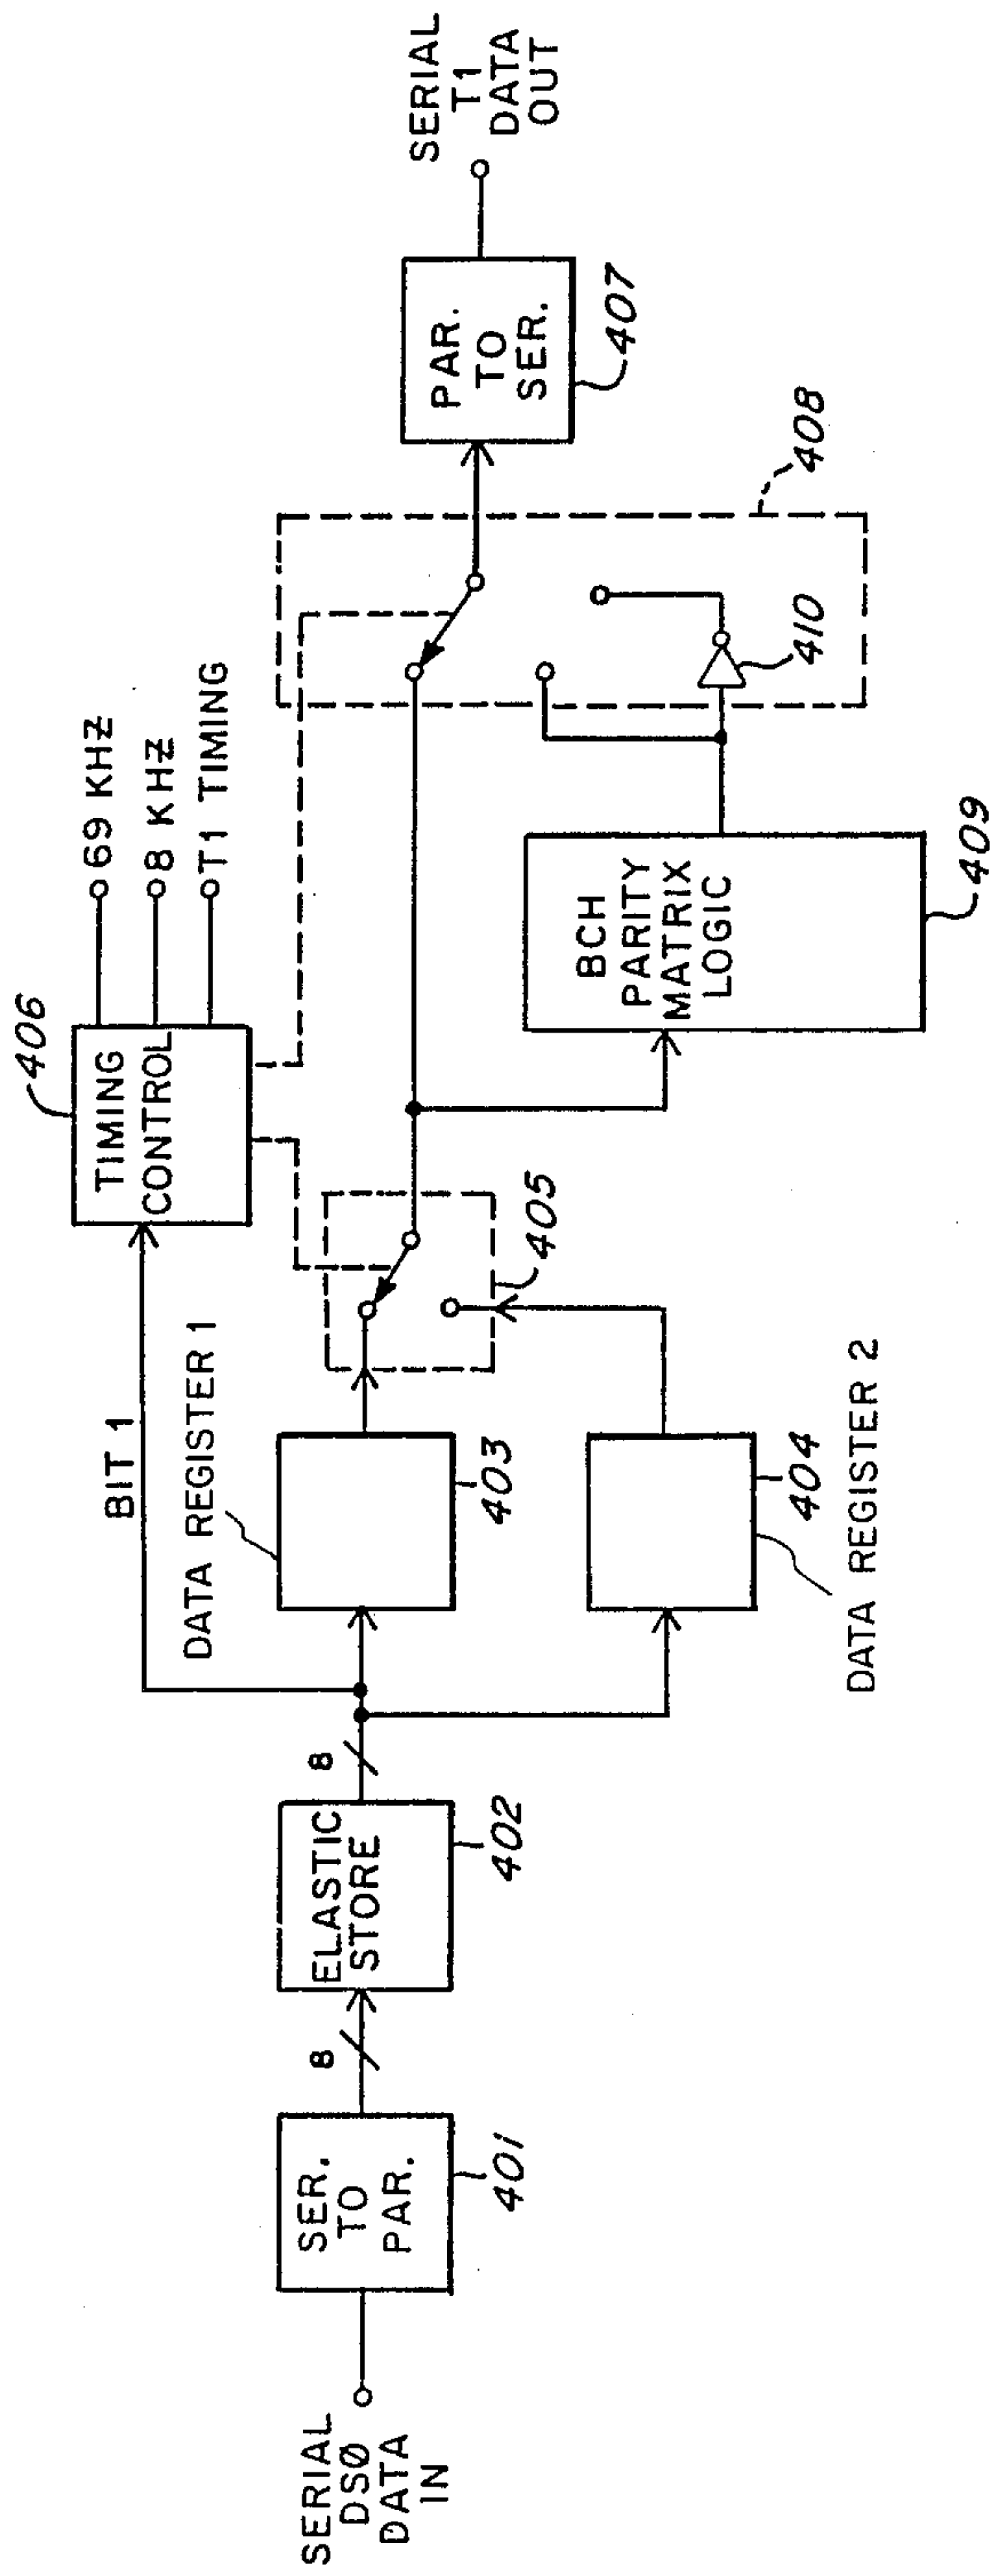 SERIAL
DSØ
DATA
IN
SER.
TO
PAR.
401
8
ELASTIC
STORE
402
8
BIT 1
DATA REGISTER 1
403
404
DATA REGISTER 2
405
406
TIMING
CONTROL
69 KHZ
8 KHZ
T1 TIMING
BCH
PARITY
MATRIX
LOGIC
409
410
408
PAR.
TO
SER.
407
SERIAL
T1
DATA
OUT